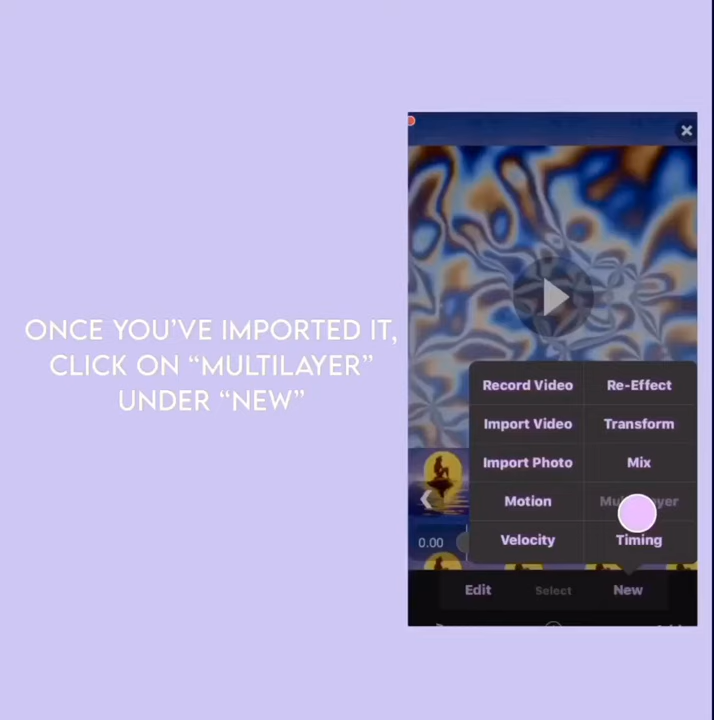 ONCE YOU'VE IMPORTED IT,
CLICK ON “MULTILAYER”
UNDER “NEW”
Record Video
Re-Effect
Import Video
Transform
Import Photo
Mix
Motion
Velocity
Timing
0.00
Edit
Select
New